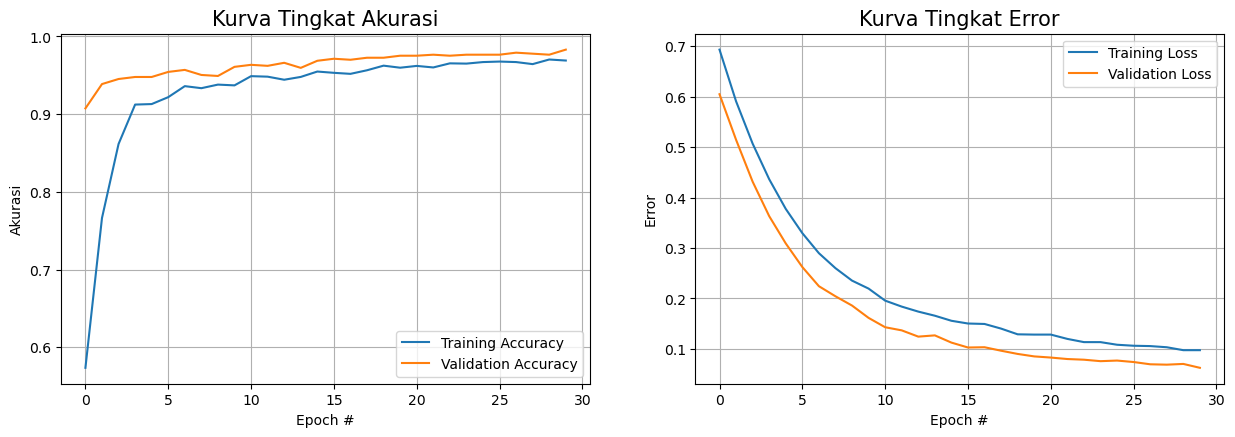 Kurva Tingkat Akurasi
1.0
0.9
0.8
0.7
0.6
Akurasi
0 5 10 15 20 25 30
Epoch #
Training Accuracy
Validation Accuracy
Kurva Tingkat Error
0.7
0.6
0.5
0.4
0.3
0.2
0.1
Error
0 5 10 15 20 25 30
Epoch #
Training Loss
Validation Loss